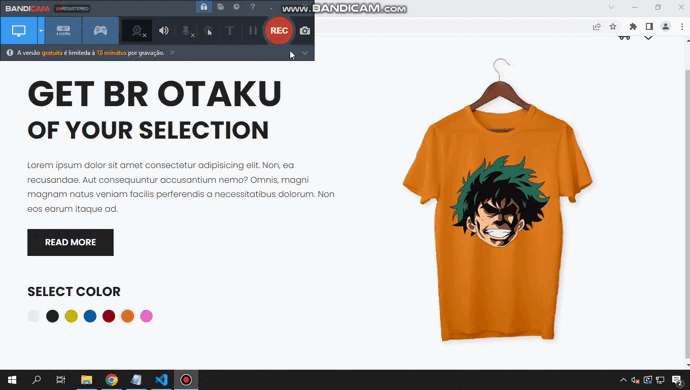 BANDICAM UNREGISTERED
www.BANDICAM.com
REC
A versão gratuita é limitada à 10 minutos por gravação.
GET BR OTAKU
OF YOUR SELECTION
Lorem ipsum dolor sit amet consectetur adipisicing elit. Non, ea
recusandae. Aut consequuntur accusantium nemo? Omnis, magni
magnam natus veniam facilis perferendis a necessitatibus dolorum. Non
eos earum itaque ad.
READ MORE
SELECT COLOR